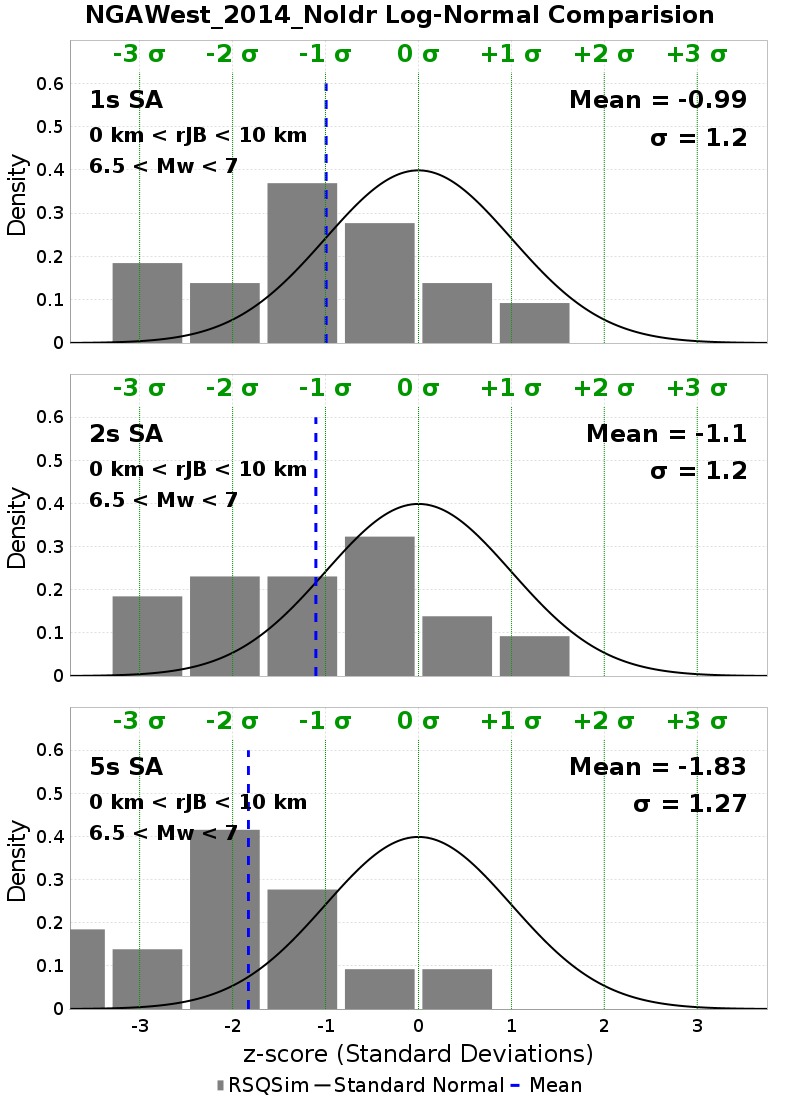 NGAWest_2014_NoIdr Log-Normal Comparision
-3 σ -2 σ -1 σ 0 σ +1 σ +2 σ +3 σ
1s SA
0 km < rJB < 10 km
6.5 < Mw < 7
Mean = -0.99
σ = 1.2
0.6
0.5
0.4
0.3
0.2
0.1
0
Density
-3 σ -2 σ -1 σ 0 σ +1 σ +2 σ +3 σ
2s SA
0 km < rJB < 10 km
6.5 < Mw < 7
Mean = -1.1
σ = 1.2
0.6
0.5
0.4
0.3
0.2
0.1
0
Density
-3 σ -2 σ -1 σ 0 σ +1 σ +2 σ +3 σ
5s SA
0 km < rJB < 10 km
6.5 < Mw < 7
Mean = -1.83
σ = 1.27
0.6
0.5
0.4
0.3
0.2
0.1
0
Density
-3 -2 -1 0 1 2 3
z-score (Standard Deviations)
RSQSim Standard Normal Mean